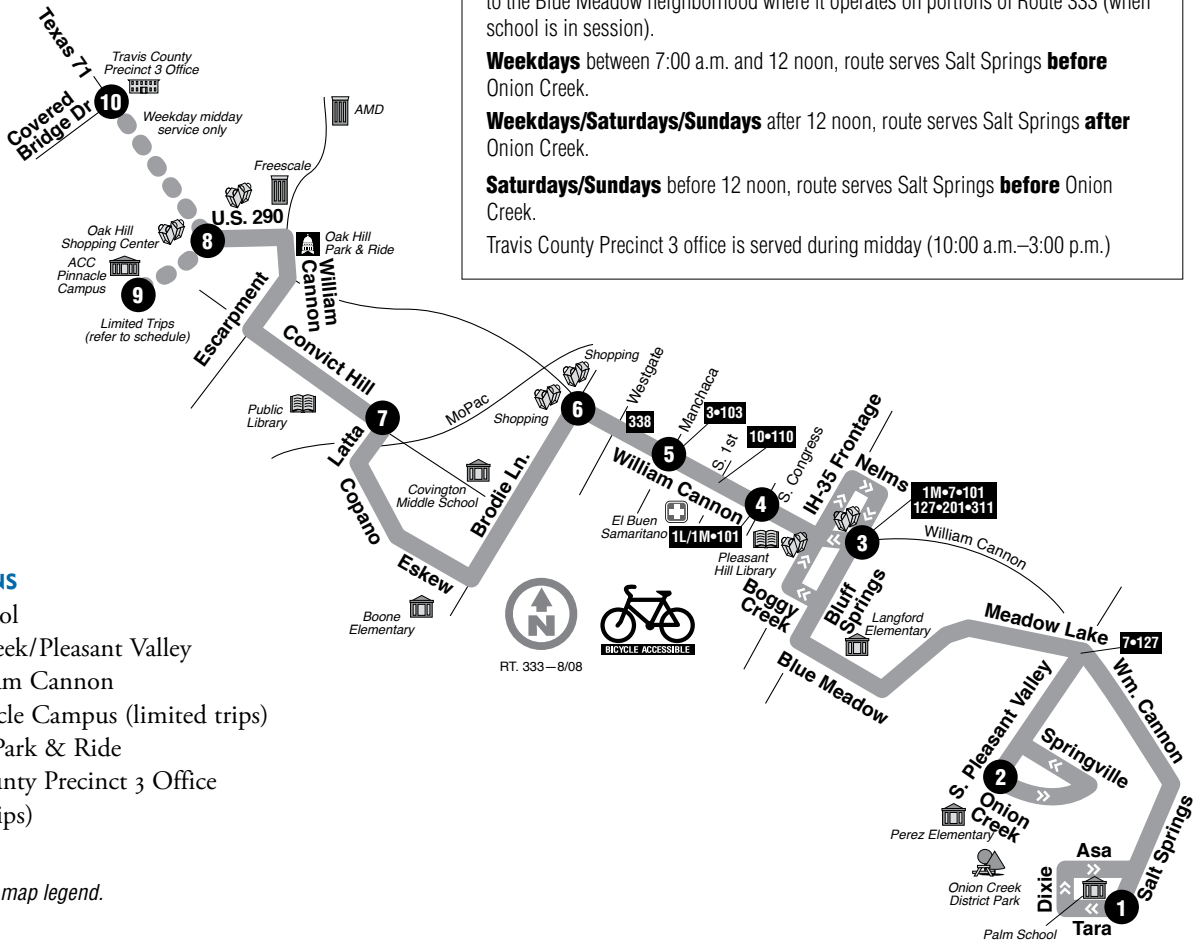 to the Blue Meadow neighborhood where it operates on portions of Route 333 (when
school is in session).
Weekdays between 7:00 a.m. and 12 noon, route serves Salt Springs before
Onion Creek.
Weekdays/Saturdays/Sundays after 12 noon, route serves Salt Springs after
Onion Creek.
Saturdays/Sundays before 12 noon, route serves Salt Springs before Onion
Creek.
Travis County Precinct 3 office is served during midday (10:00 a.m.–3:00 p.m.)
Texas 71
Travis County
Precinct 3 Office
10
Covered
Bridge Dr
Weekday midday
service only
AMD
Freescale
U.S. 290
Oak Hill
Shopping Center
8
Oak Hill
Park & Ride
ACC
Pinnacle
Campus
9
Limited Trips
(refer to schedule)
William
Cannon
Escarpment
Convict Hill
Public
Library
7
MoPac
Latta
Copano
Eskew
Boone
Elementary
Covington
Middle School
Brodie Ln.
Shopping
Shopping
6
Westgate
338
5
Manchaca
3•103
S. 1st
10•110
William Cannon
El Buen
Samaritano
1L/1M•101
4
S. Congress
Pleasant
Hill Library
IH-35 Frontage
Nelms
1M•7•101
127•201•311
3
William Cannon
Boggy
Creek
Bluff
Springs
Langford
Elementary
Blue Meadow
Meadow Lake
7•127
Wm. Cannon
S. Pleasant Valley
Springville
2
Onion
Creek
Perez Elementary
Onion Creek
District Park
Asa
Dixie
Tara
Palm School
1
Salt Springs
N
RT. 333—8/08
BICYCLE ACCESSIBLE
ol
eek/Pleasant Valley
m Cannon
cle Campus (limited trips)
Park & Ride
unty Precinct 3 Office
ips)
map legend.